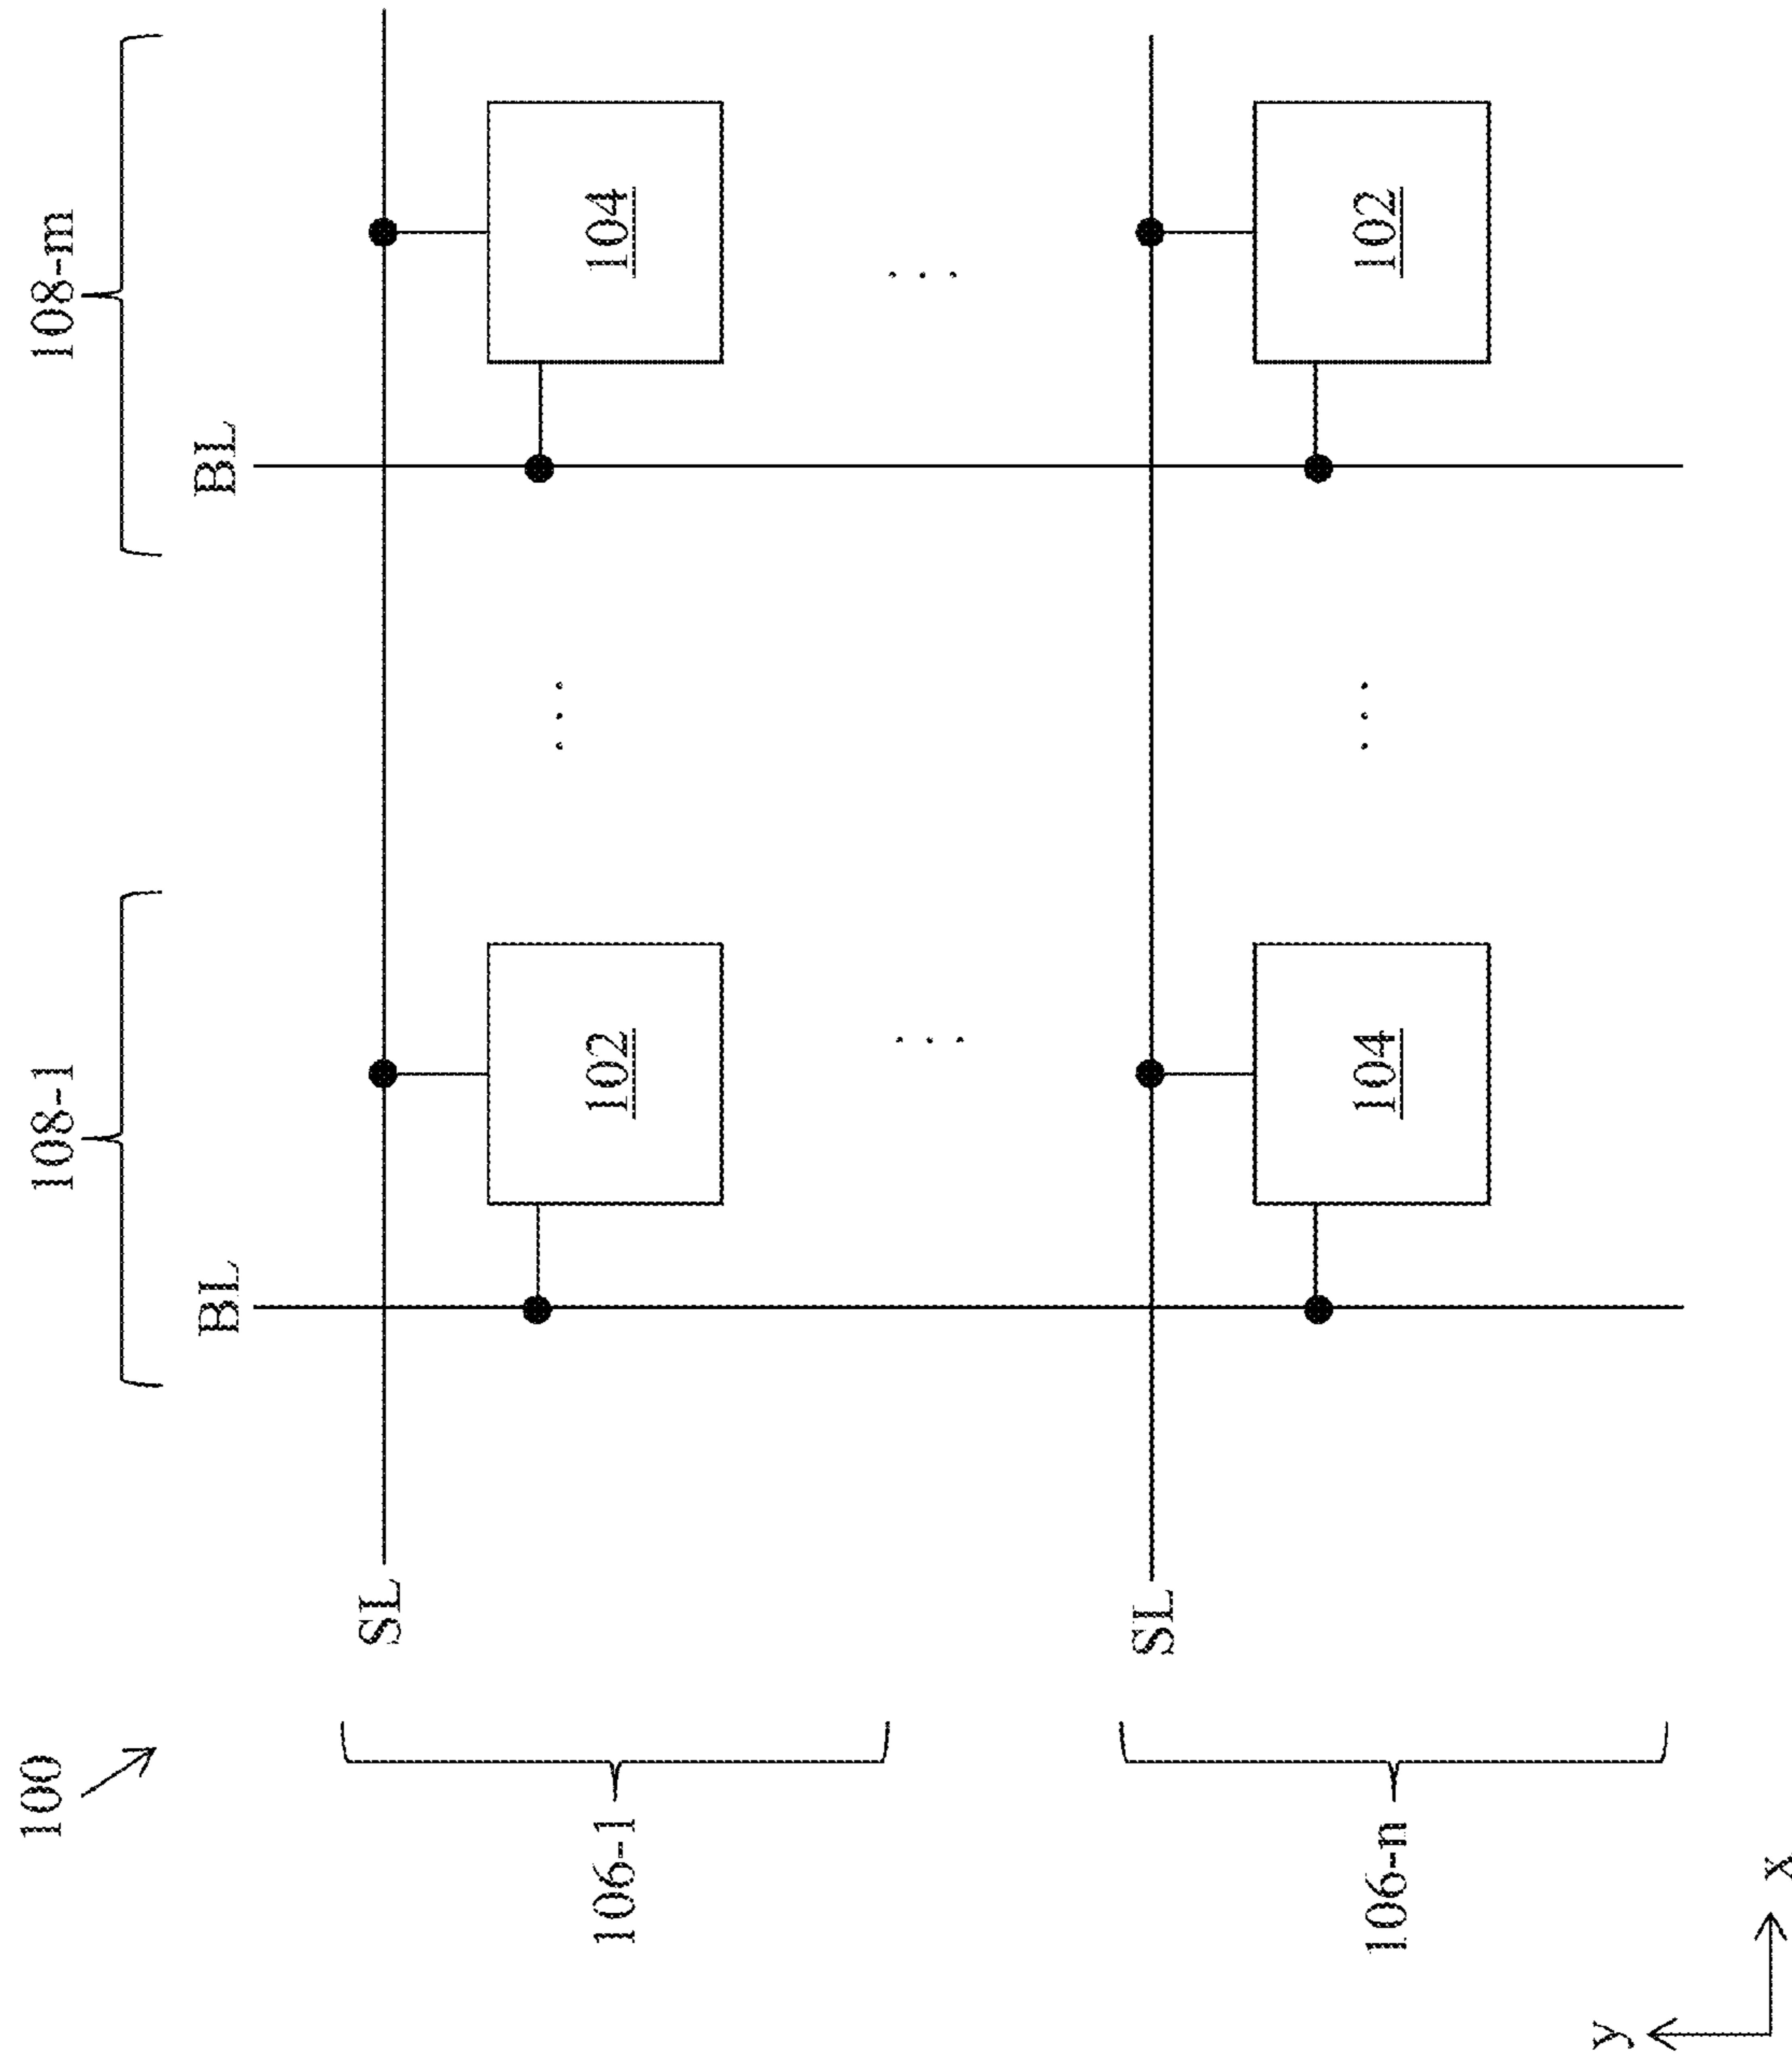 100
108-1
108-m
BL
BL
SL
106-1
102
104
. . .
. . .
. . .
SL
106-n
104
102
. . .
y
x